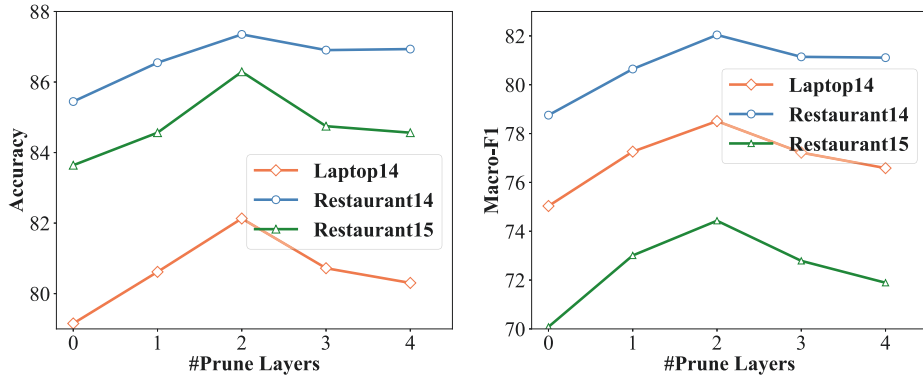 Accuracy
88
86
84
82
80
Laptop14
Restaurant14
Restaurant15
0 1 2 3 4
#Prune Layers
Macro-F1
82
80
78
76
74
72
70
Laptop14
Restaurant14
Restaurant15
0 1 2 3 4
#Prune Layers